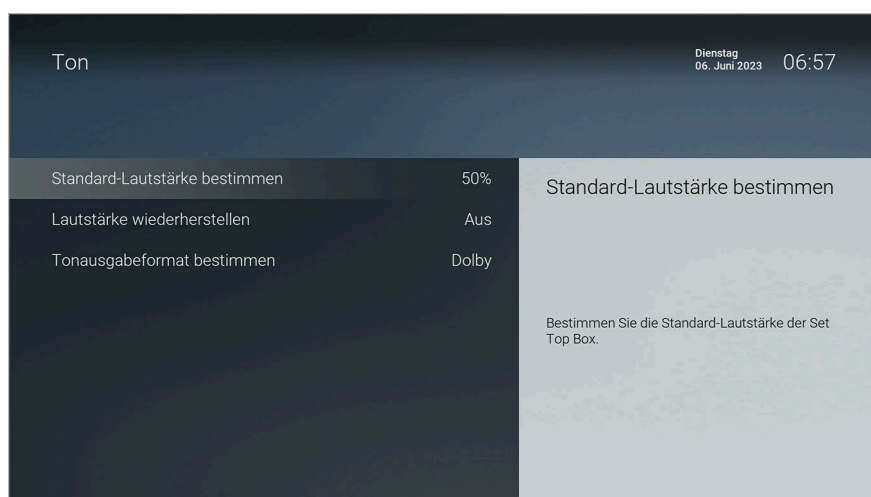 Ton
Dienstag
06. Juni 2023
06:57
Standard-Lautstärke bestimmen 50%
Lautstärke wiederherstellen Aus
Tonausgabeformat bestimmen Dolby
Standard-Lautstärke bestimmen
Bestimmen Sie die Standard-Lautstärke der Set
Top Box.